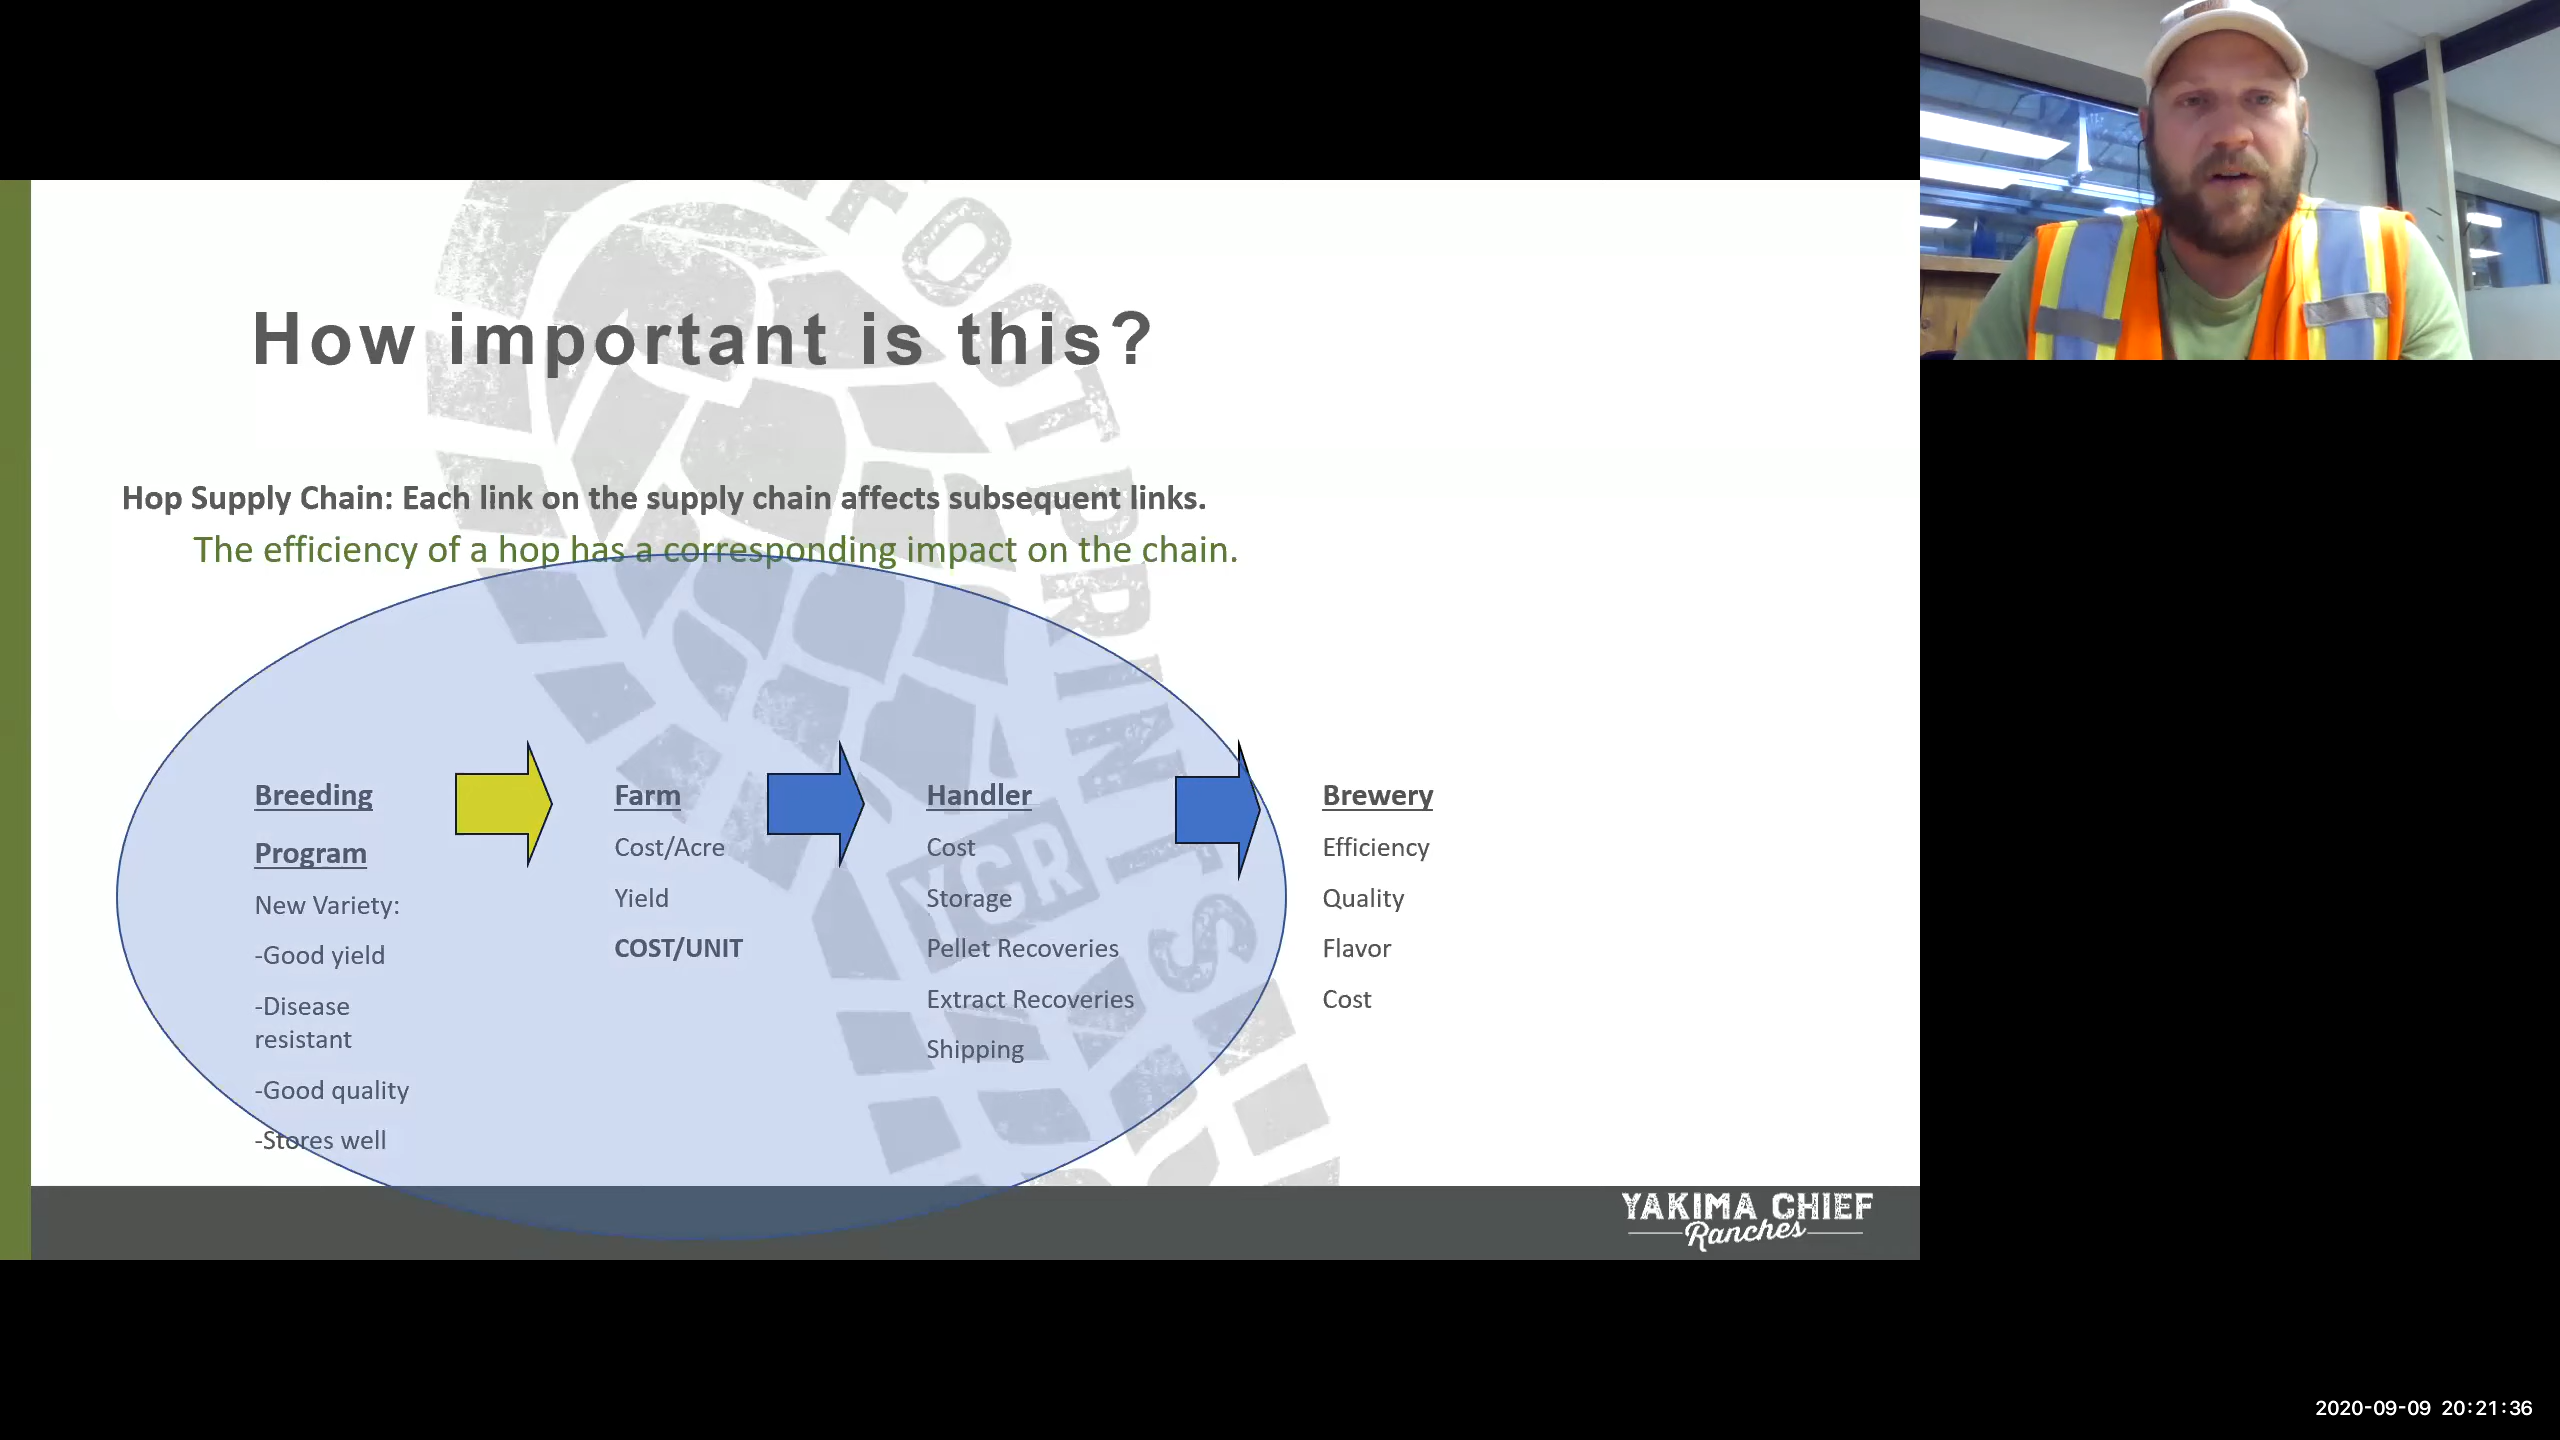 How important is this?
Hop Supply Chain: Each link on the supply chain affects subsequent links.
The efficiency of a hop has a corresponding impact on the chain.
Breeding
Program
New Variety:
-Good yield
-Disease
resistant
-Good quality
-Stores well
Farm
Cost/Acre
Yield
COST/UNIT
Handler
Cost
Storage
Pellet Recoveries
Extract Recoveries
Shipping
Brewery
Efficiency
Quality
Flavor
Cost
FOOTPRINTS
YCR
YAKIMA CHIEF
Ranches
2020-09-09 20:21:36